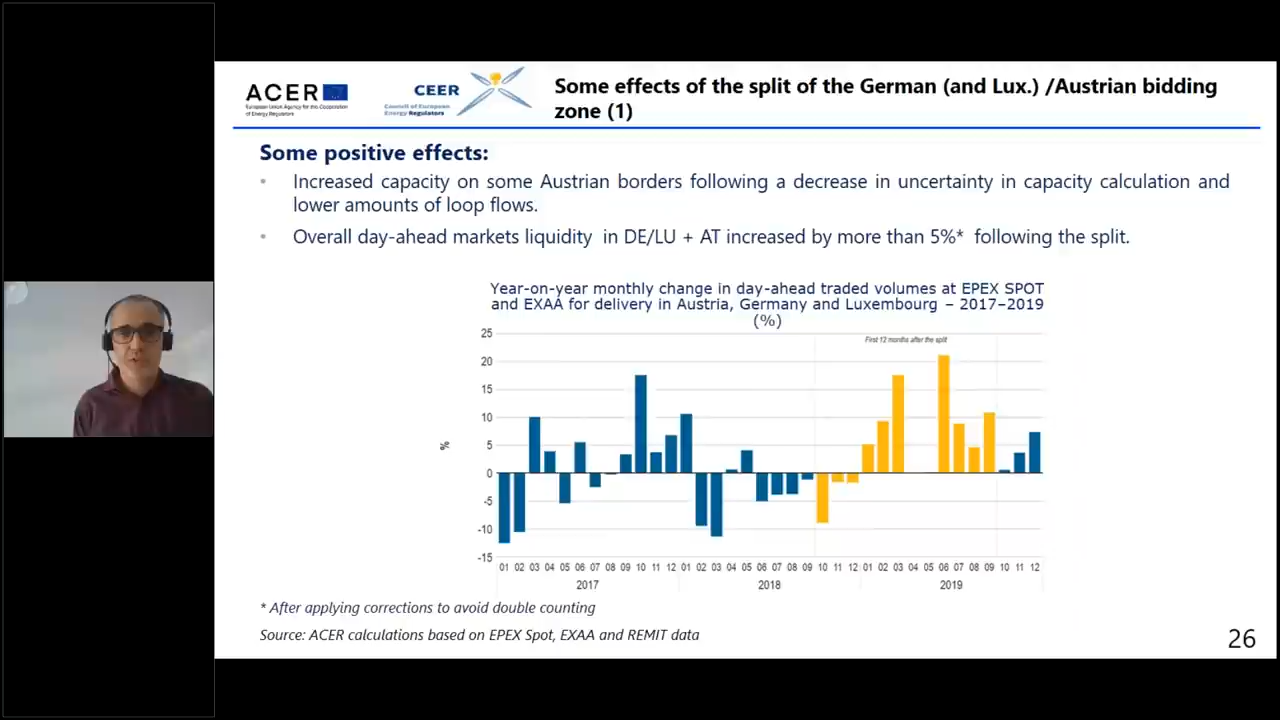 ACER
European Union Agency for the Cooperation
of Energy Regulators
CEER
Council of European
Energy Regulators
Some effects of the split of the German (and Lux.) /Austrian bidding
zone (1)
Some positive effects:
• Increased capacity on some Austrian borders following a decrease in uncertainty in capacity calculation and
lower amounts of loop flows.
• Overall day-ahead markets liquidity in DE/LU + AT increased by more than 5%* following the split.
Year-on-year monthly change in day-ahead traded volumes at EPEX SPOT
and EXAA for delivery in Austria, Germany and Luxembourg – 2017–2019
(%)
First 12 months after the split
25
20
15
10
5
0
-5
-10
-15
%
01 02 03 04 05 06 07 08 09 10 11 12 01 02 03 04 05 06 07 08 09 10 11 12 01 02 03 04 05 06 07 08 09 10 11 12
2017 2018 2019
* After applying corrections to avoid double counting
Source: ACER calculations based on EPEX Spot, EXAA and REMIT data
26